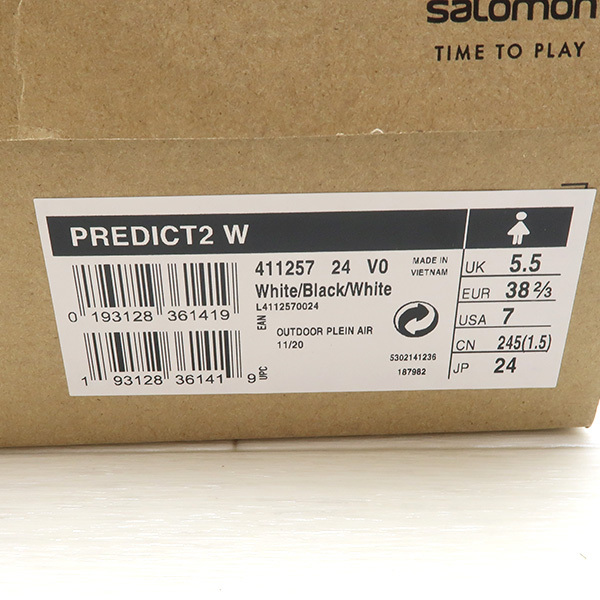 salomon
TIME TO PLAY
PREDICT2 W
411257 24 V0
White/Black/White
L4112570024
MADE IN
VIETNAM
0 193128 361419
EAN
OUTDOOR PLEIN AIR
11/20
1 93128 36141 9
UPC
5302141236
187982
UK 5.5
EUR 38 2/3
USA 7
CN 245(1.5)
JP 24